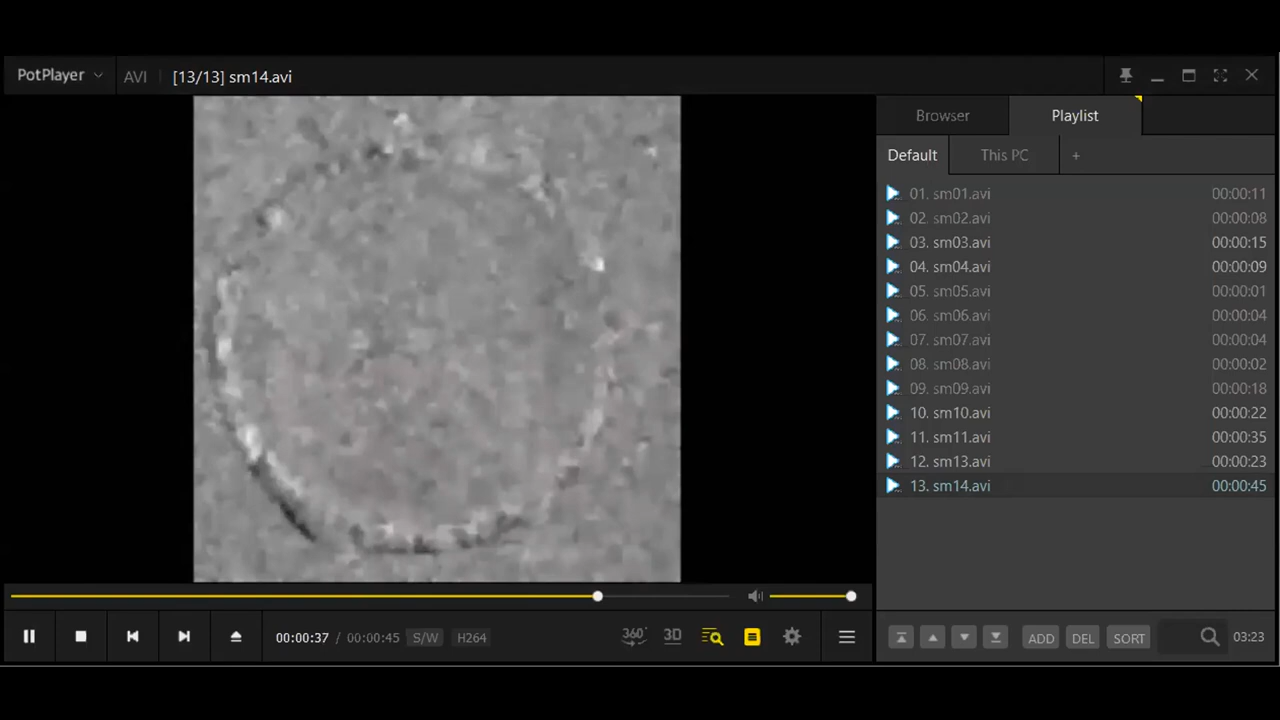 PotPlayer AVI [13/13] sm14.avi
Browser Playlist
Default This PC +
01. sm01.avi 00:00:11
02. sm02.avi 00:00:08
03. sm03.avi 00:00:15
04. sm04.avi 00:00:09
05. sm05.avi 00:00:01
06. sm06.avi 00:00:04
07. sm07.avi 00:00:04
08. sm08.avi 00:00:02
09. sm09.avi 00:00:18
10. sm10.avi 00:00:22
11. sm11.avi 00:00:35
12. sm13.avi 00:00:23
13. sm14.avi 00:00:45
00:00:37 / 00:00:45 S/W H264 360° 3D
ADD DEL SORT 03:23